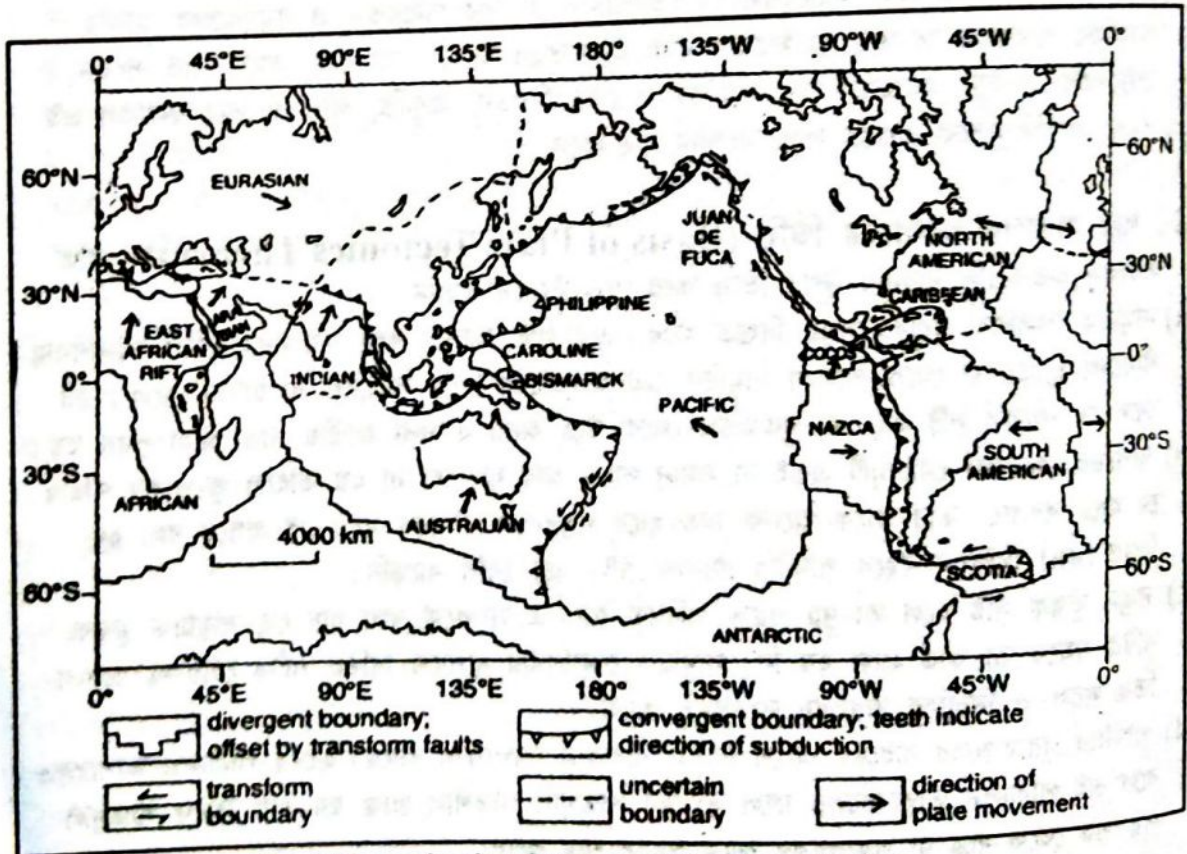 0°
45°E
90°E
135°E
180°
135°W
90°W
45°W
0°
60°N
30°N
0°
30°S
60°S
60°N
30°N
0°
30°S
60°S
EURASIAN
JUAN
DE
FUCA
NORTH
AMERICAN
CARIBBEAN
PHILIPPINE
ARA
BIAN
EAST
AFRICAN
RIFT
CAROLINE
COCOS
INDIAN
BISMARCK
PACIFIC
NAZCA
SOUTH
AMERICAN
AFRICAN
AUSTRALIAN
0 4000 km
SCOTIA
ANTARCTIC
0°
45°E
90°E
135°E
180°
135°W
90°W
45°W
0°
divergent boundary;
offset by transform faults
convergent boundary; teeth indicate
direction of subduction
transform
boundary
uncertain
boundary
direction of
plate movement